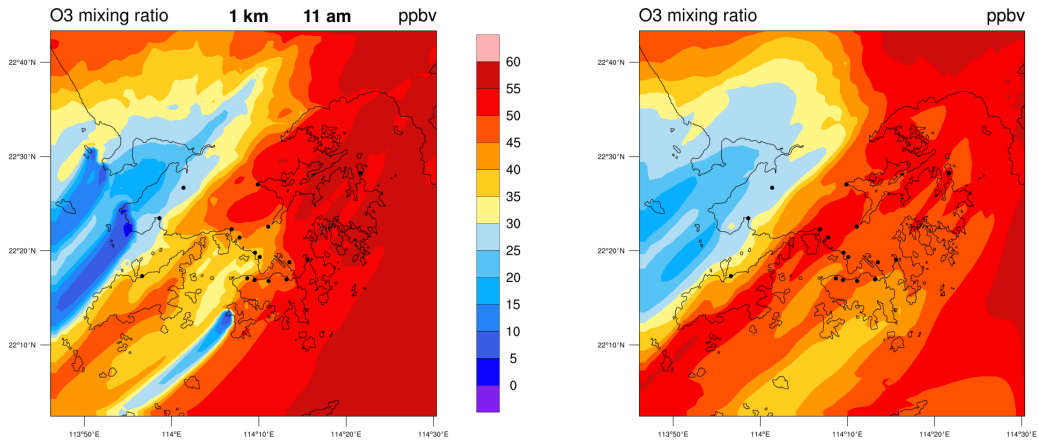 O3 mixing ratio 1 km 11 am ppbv
O3 mixing ratio ppbv
22°40'N
22°30'N
22°20'N
22°10'N
113°50'E 114°E 114°10'E 114°20'E 114°30'E
60
55
50
45
40
35
30
25
20
15
10
5
0
22°40'N
22°30'N
22°20'N
22°10'N
113°50'E 114°E 114°10'E 114°20'E 114°30'E